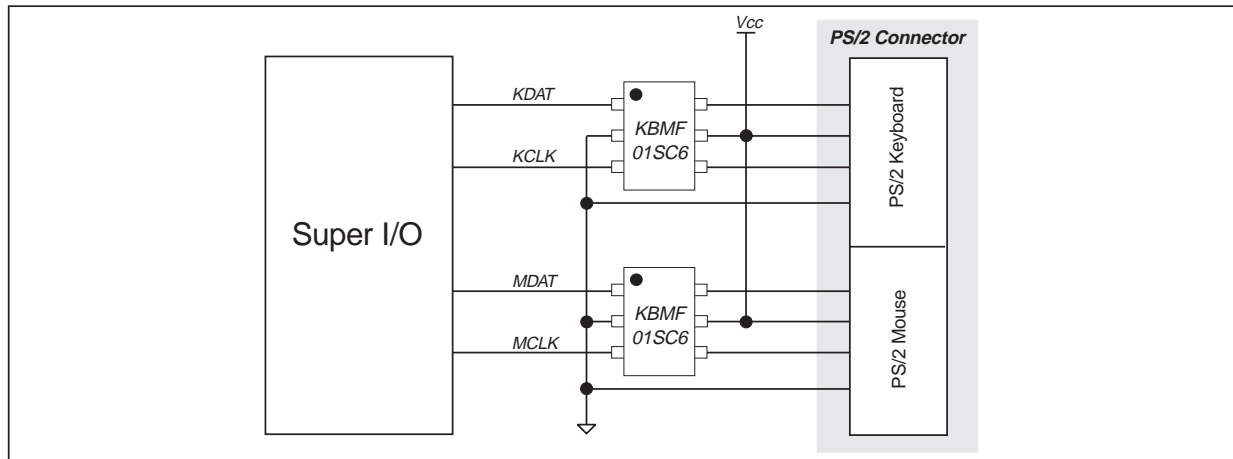 Vcc
PS/2 Connector
KDAT
KBMF
01SC6
KCLK
PS/2 Keyboard
Super I/O
MDAT
KBMF
01SC6
MCLK
PS/2 Mouse